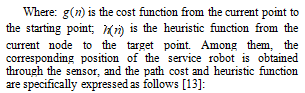 Where: g(n) is the cost function from the current point to
the starting point; h(n) is the heuristic function from the
current node to the target point. Among them, the
corresponding position of the service robot is obtained
through the sensor, and the path cost and heuristic function
are specifically expressed as follows [13]: